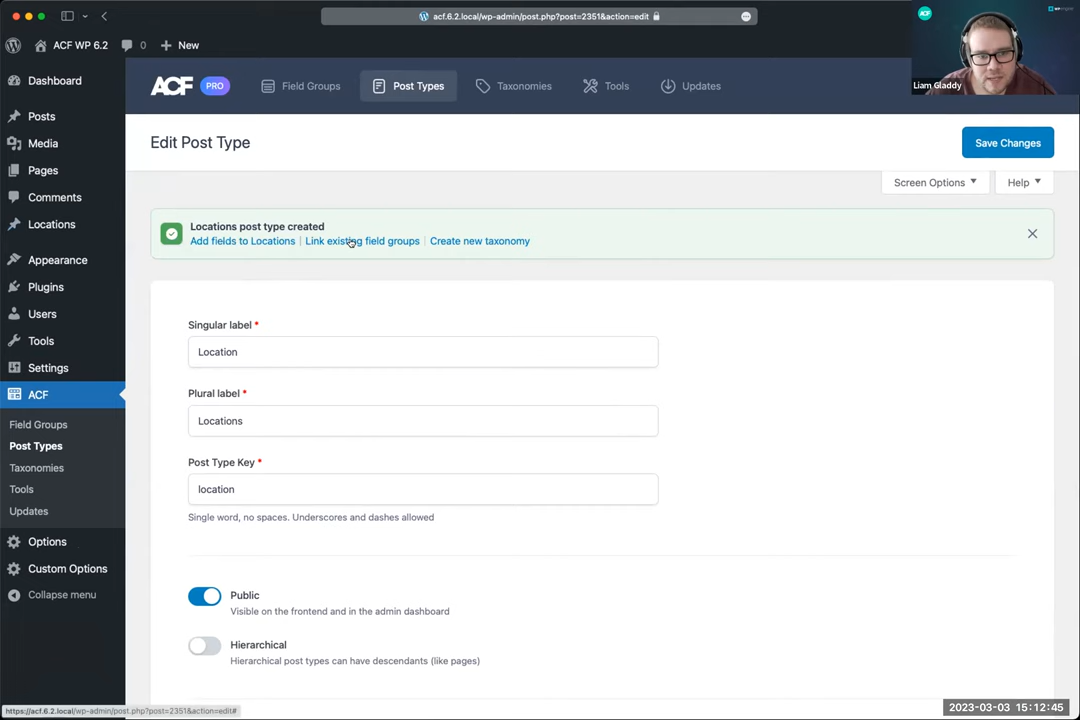 acf.6.2.local/wp-admin/post.php?post=2351&action=edit
ACF WP 6.2 0 New
ACF PRO Field Groups Post Types Taxonomies Tools Updates
ACF
Liam Gladdy
Dashboard
Posts
Media
Pages
Comments
Locations
Appearance
Plugins
Users
Tools
Settings
ACF
Field Groups
Post Types
Taxonomies
Tools
Updates
Options
Custom Options
Collapse menu
Edit Post Type Save Changes
Screen Options Help
Locations post type created
Add fields to Locations | Link existing field groups | Create new taxonomy
Singular label *
Location
Plural label *
Locations
Post Type Key *
location
Single word, no spaces. Underscores and dashes allowed
Public
Visible on the frontend and in the admin dashboard
Hierarchical
Hierarchical post types can have descendants (like pages)
https://acf.6.2.local/wp-admin/post.php?post=2351&action=edit#
2023-03-03 15:12:45